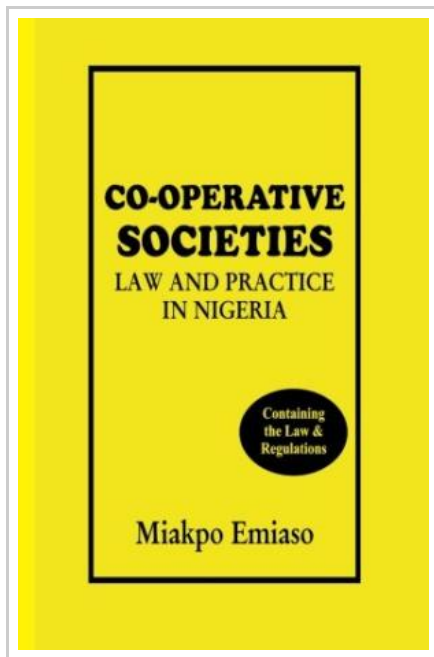 CO-OPERATIVE
SOCIETIES
LAW AND PRACTICE
IN NIGERIA
Containing
the Law &
Regulations
Miakpo Emiaso